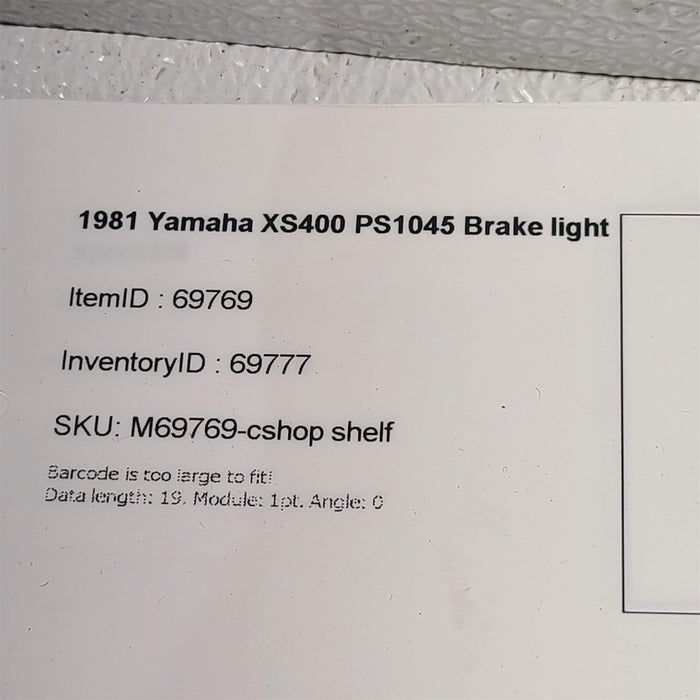 1981 Yamaha XS400 PS1045 Brake light
sprocket
ItemID : 69769
InventoryID : 69777
SKU: M69769-cshop shelf
Barcode is too large to fit!
Data length: 19, Module: 1pt. Angle: 0